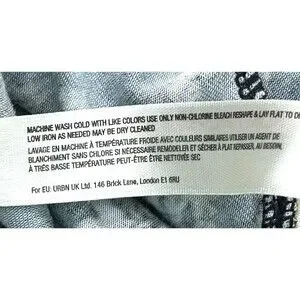 MACHINE WASH COLD WITH LIKE COLORS USE ONLY NON-CHLORINE BLEACH RESHAPE & LAY FLAT TO
LOW IRON AS NEEDED MAY BE DRY CLEANED
LAVAGE EN MACHINE À TEMPÉRATURE FROIDE AVEC COULEURS SIMILAIRES UTILISER UN AGENT DE
BLANCHIMENT SANS CHLORE SI NÉCESSAIRE REMODELER ET SÉCHER À PLAT REPASSER, AU BESOIN,
À TRÈS BASSE TEMPÉRATURE PEUT-ÊTRE ÊTRE NETTOYÉE SEC
For EU: URBN UK Ltd. 146 Brick Lane, London E1 6RU